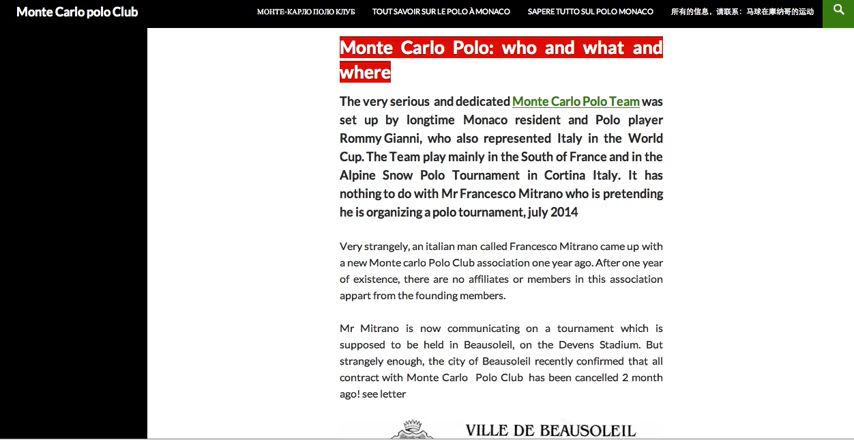 Monte Carlo polo Club
МОНТЕ-КАРЛО ПОЛО КЛУБ
TOUT SAVOIR SUR LE POLO À MONACO
SAPERE TUTTO SUL POLO MONACO
所有的信息，请联系：马球在摩纳哥的运动
Monte Carlo Polo: who and what and
where
The very serious and dedicated Monte Carlo Polo Team was
set up by longtime Monaco resident and Polo player
Rommy Gianni, who also represented Italy in the World
Cup. The Team play mainly in the South of France and in the
Alpine Snow Polo Tournament in Cortina Italy. It has
nothing to do with Mr Francesco Mitrano who is pretending
he is organizing a polo tournament, july 2014
Very strangely, an italian man called Francesco Mitrano came up with
a new Monte carlo Polo Club association one year ago. After one year
of existence, there are no affiliates or members in this association
appart from the founding members.
Mr Mitrano is now communicating on a tournament which is
supposed to be held in Beausoleil, on the Devens Stadium. But
strangely enough, the city of Beausoleil recently confirmed that all
contract with Monte Carlo Polo Club has been cancelled 2 month
ago! see letter
VILLE DE BEAUSOLEIL